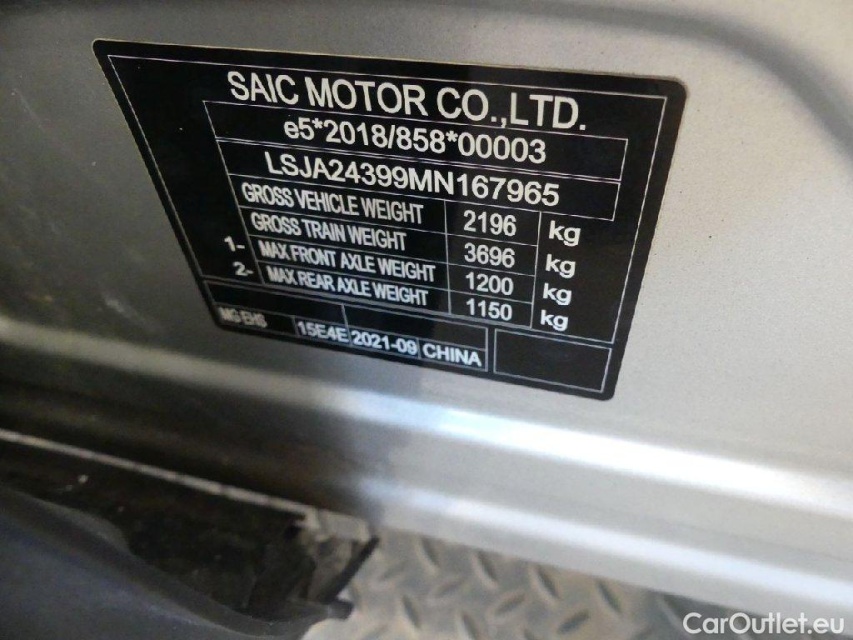 SAIC MOTOR CO.,LTD.
e5*2018/858*00003
LSJA24399MN167965
GROSS VEHICLE WEIGHT 2196 kg
GROSS TRAIN WEIGHT 3696 kg
1- MAX FRONT AXLE WEIGHT 1200 kg
2- MAX REAR AXLE WEIGHT 1150 kg
MG EHS 15E4E 2021-09 CHINA
CarOutlet.eu